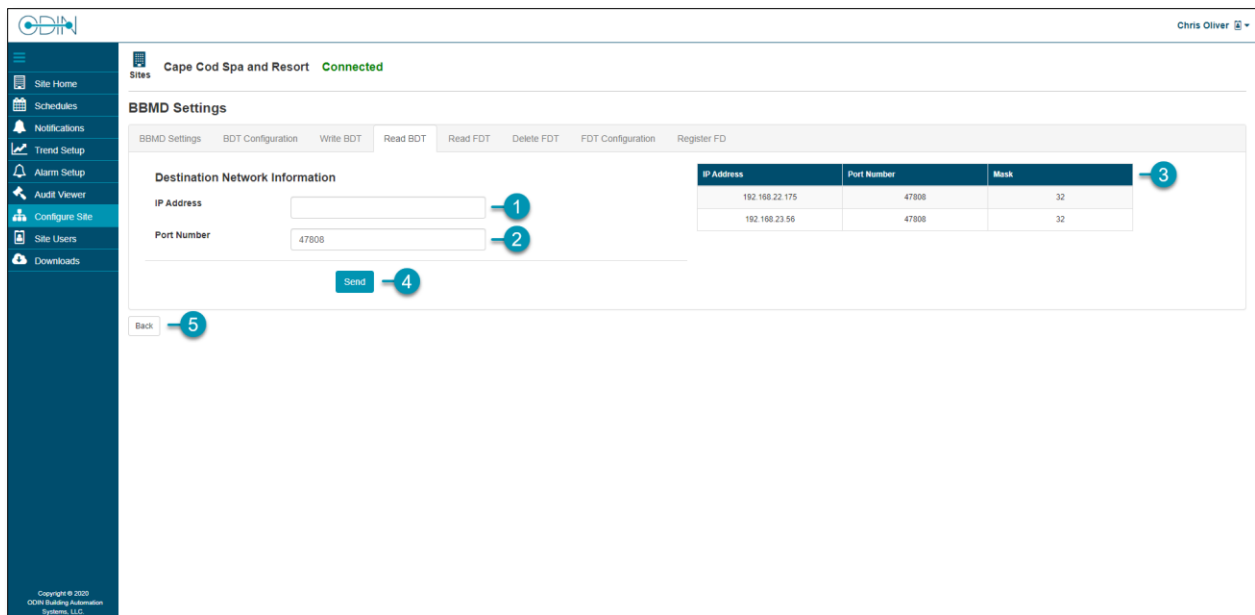 ODIN
Chris Oliver
Sites
Cape Cod Spa and Resort Connected
Site Home
Schedules
Notifications
Trend Setup
Alarm Setup
Audit Viewer
Configure Site
Site Users
Downloads
BBMD Settings
BBMD Settings BDT Configuration Write BDT Read BDT Read FDT Delete FDT FDT Configuration Register FD
Destination Network Information
IP Address
1
Port Number 47808
2
Send
4
IP Address Port Number Mask
3
192.168.22.175 47808 32
192.168.23.56 47808 32
Back
5
Copyright © 2020
ODIN Building Automation
Systems, LLC.